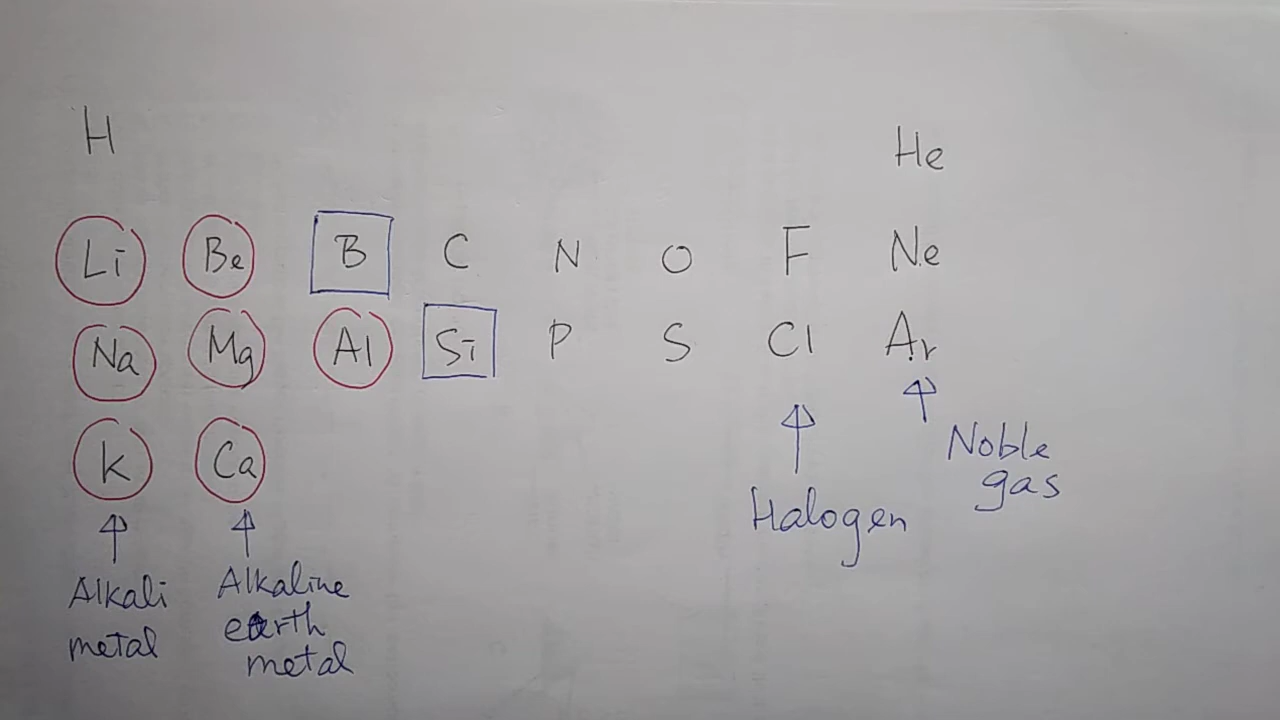 H He
Li Be B C N O F Ne
Na Mg Al Si P S Cl Ar
K Ca
Noble
gas
Halogen
Alkali
metal
Alkaline
earth
metal